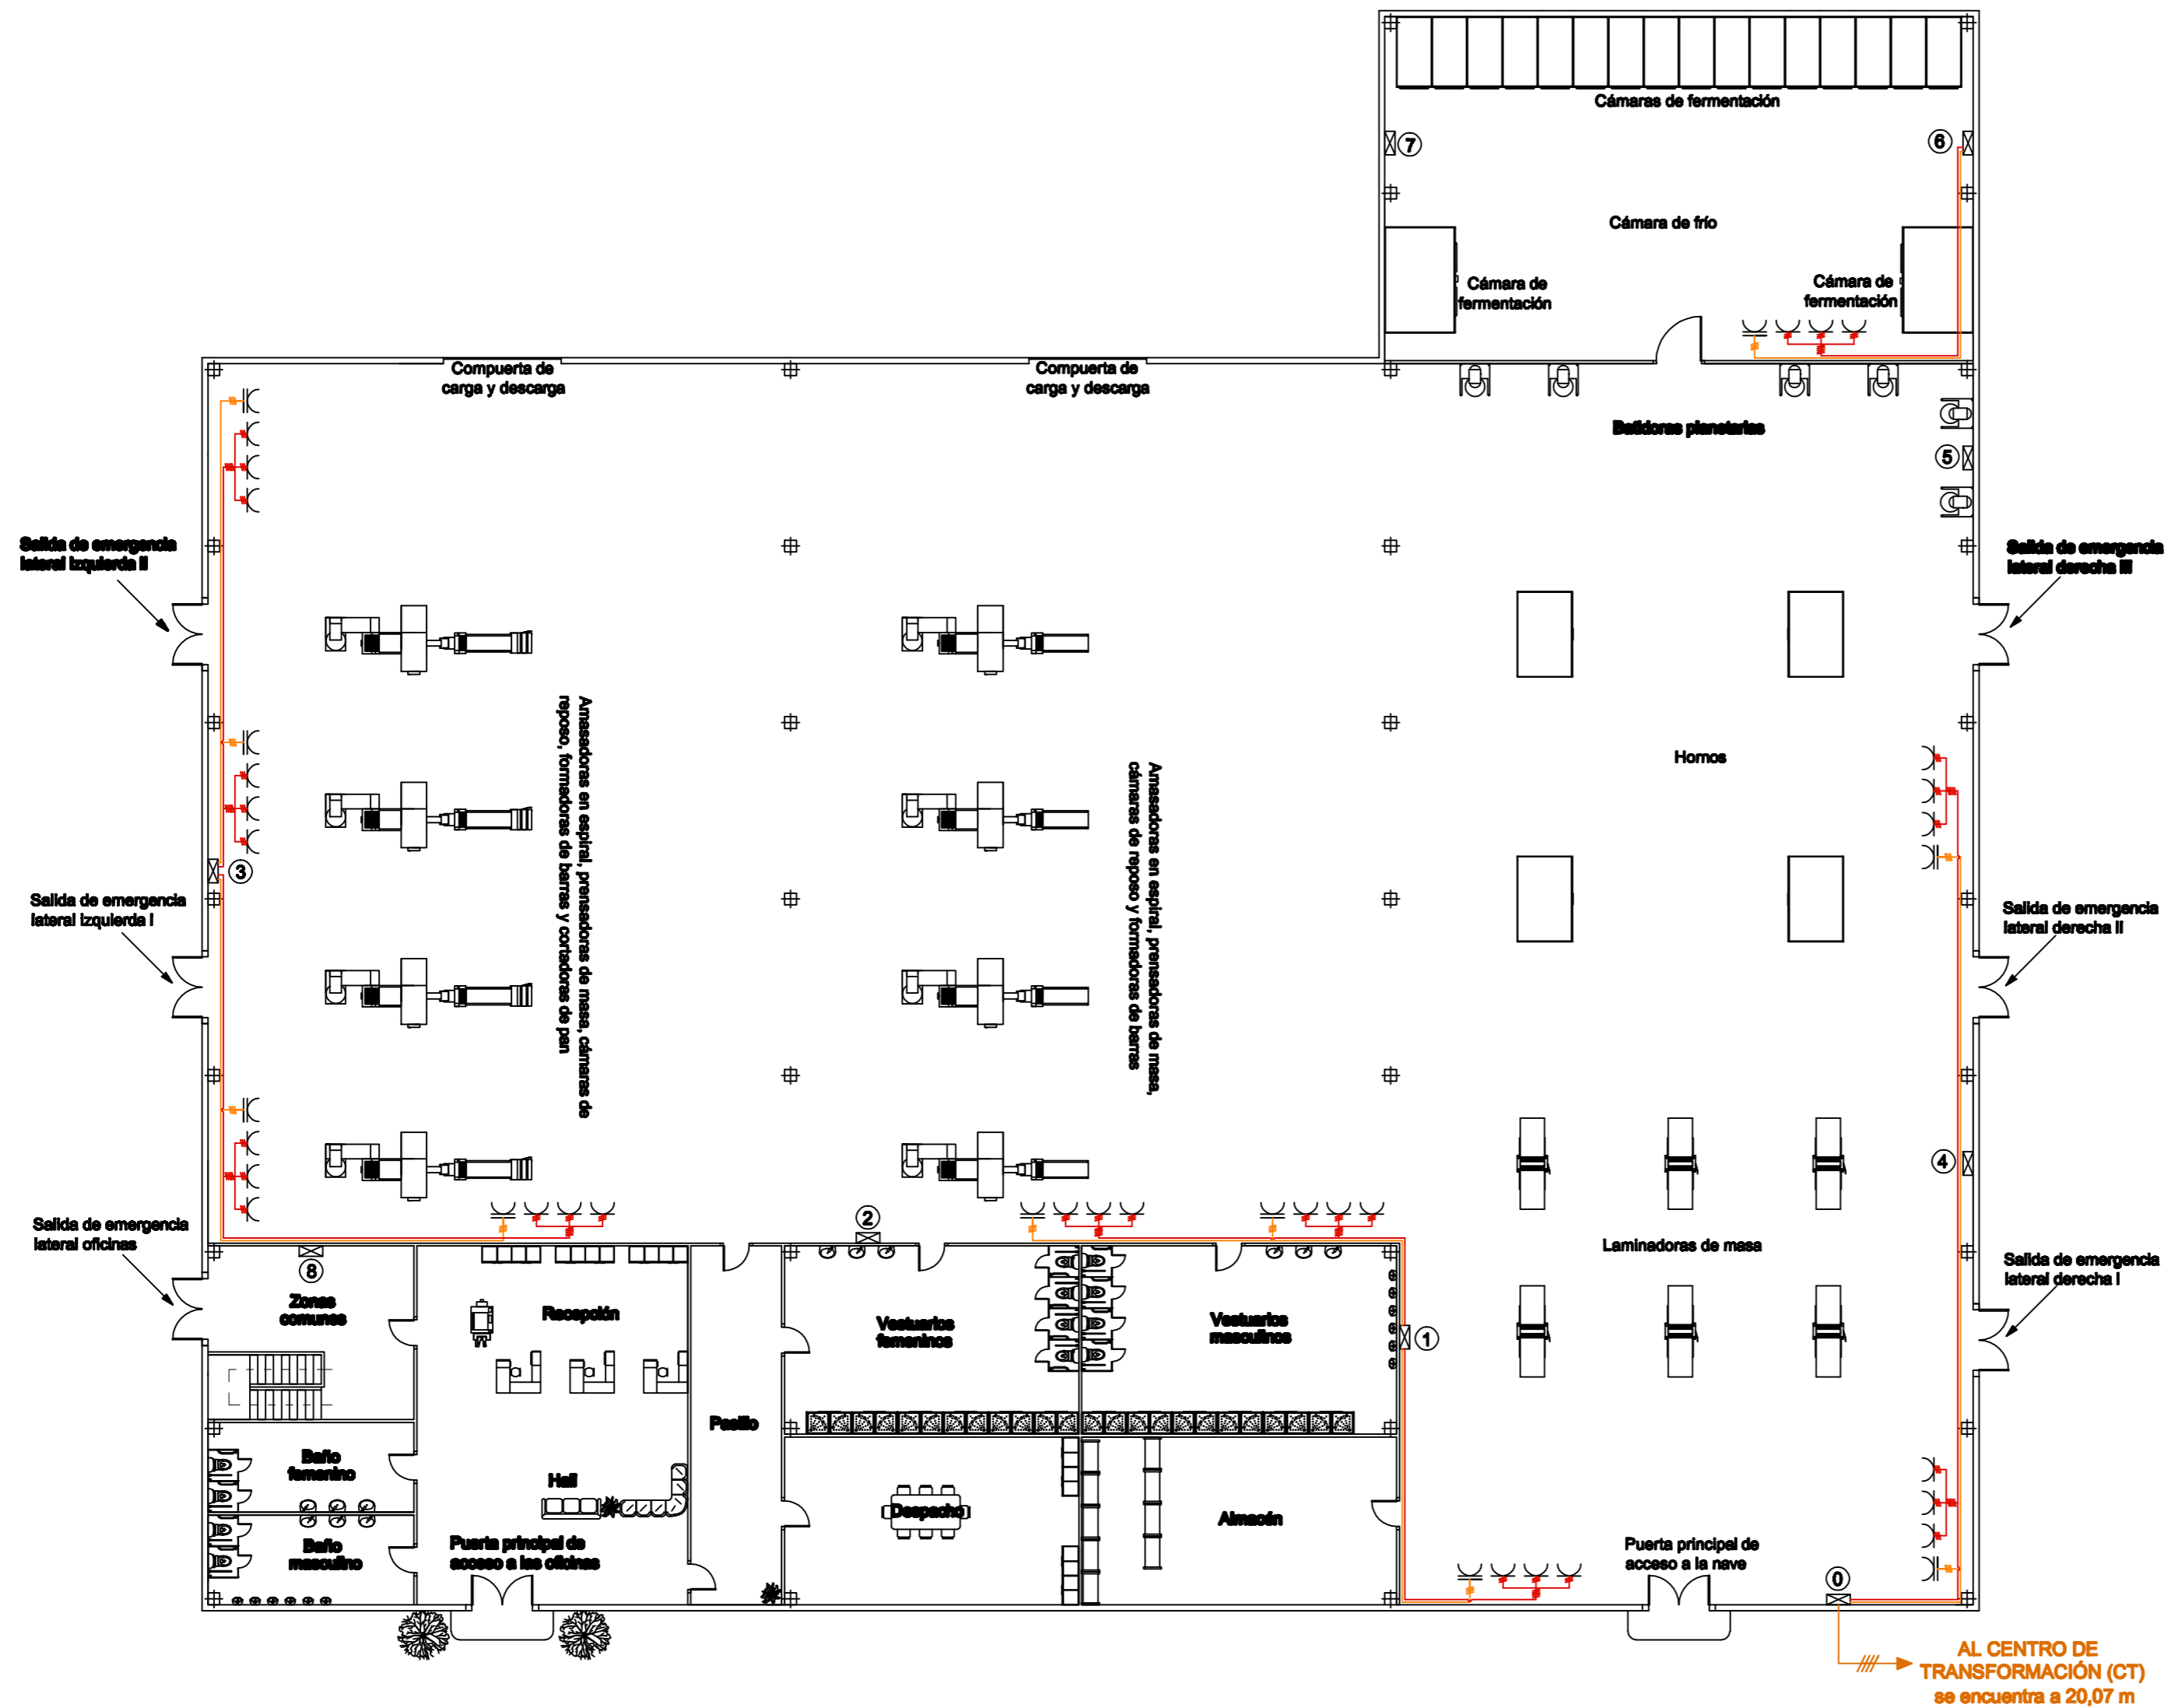 Cámaras de fermentación
7
6
Cámara de frío
Cámara de
fermentación
Cámara de
fermentación
Compuerta de
carga y descarga
Compuerta de
carga y descarga
Batidoras planetarias
5
Salida de emergencia
lateral izquierda II
Salida de emergencia
lateral derecha III
Amasadoras en espiral, prensadoras de masa, cámaras de
reposo, formadoras de barras y cortadoras de pan
Amasadoras en espiral, prensadoras de masa,
cámaras de reposo y formadoras de barras
Hornos
3
Salida de emergencia
lateral izquierda I
Salida de emergencia
lateral derecha II
4
Salida de emergencia
lateral oficinas
2
Laminadoras de masa
Salida de emergencia
lateral derecha I
8
Zonas
comunes
Recepción
Vestuarios
femeninos
Vestuarios
masculinos
1
Pasillo
Baño
femenino
Hall
Despacho
Almacén
Baño
masculino
Puerta principal de
acceso a las oficinas
Puerta principal de
acceso a la nave
0
AL CENTRO DE
TRANSFORMACIÓN (CT)
se encuentra a 20,07 m